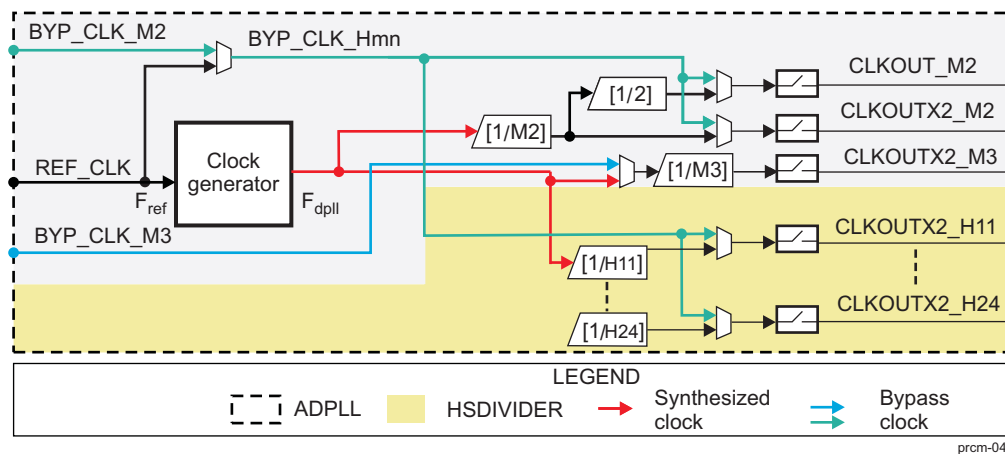 BYP_CLK_M2
BYP_CLK_Hmn
CLKOUT_M2
[1/2]
CLKOUTX2_M2
[1/M2]
CLKOUTX2_M3
REF_CLK
Clock
generator
[1/M3]
Fref
Fdpll
BYP_CLK_M3
CLKOUTX2_H11
[1/H11]
CLKOUTX2_H24
[1/H24]
LEGEND
ADPLL
HSDIVIDER
Synthesized
clock
Bypass
clock
prcm-04